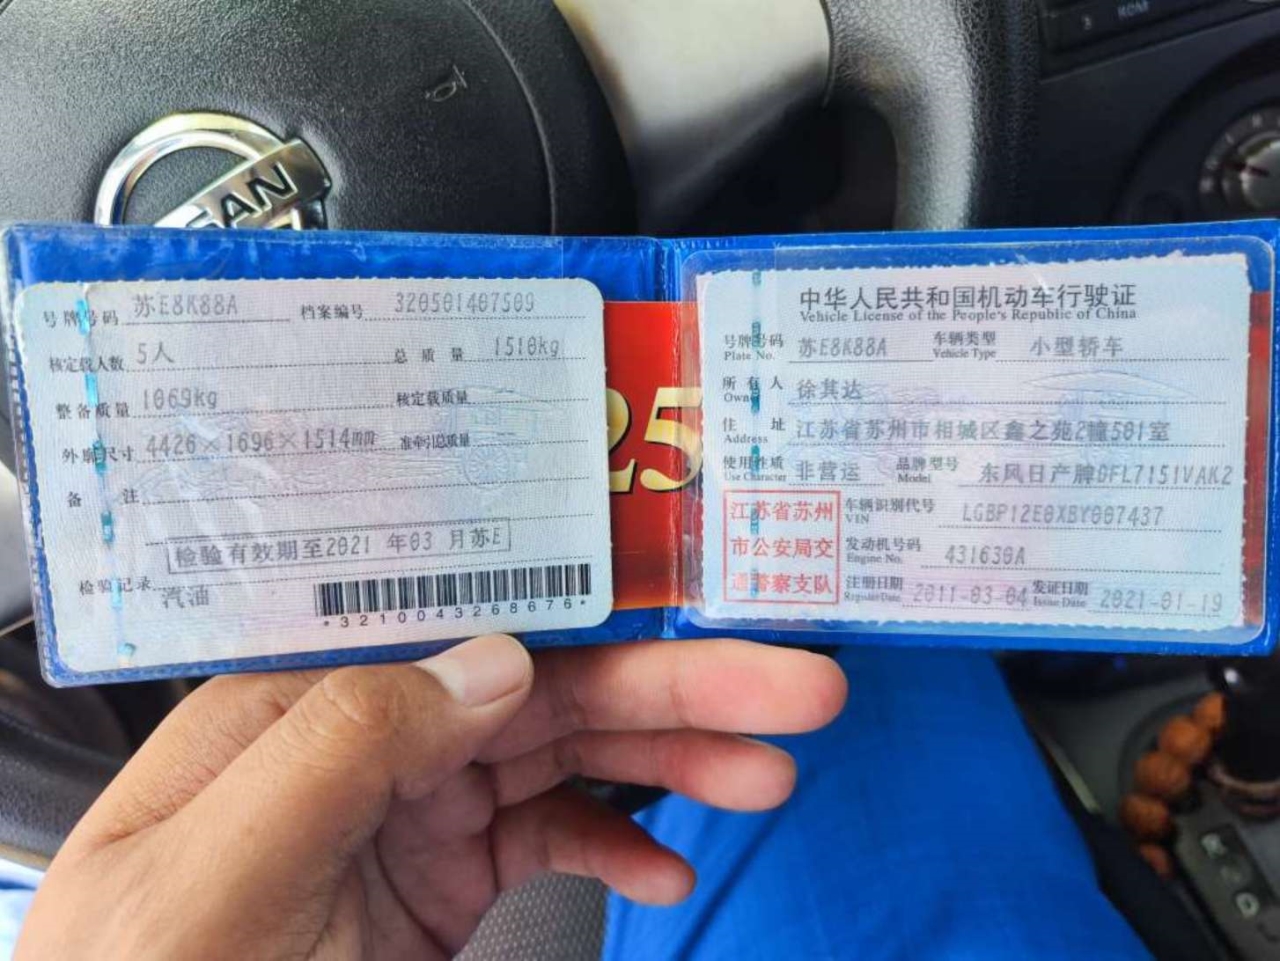 SAN
号牌号码 苏E8K88A 档案编号 320501407509
核定载人数 5人 总质量 1510kg
整备质量 1069kg 核定载质量
外廓尺寸 4426×1696×1514mm 准牵引总质量
备注
检验有效期至2021 年03 月苏E
检验记录
汽油
*3210043268676*
25
中华人民共和国机动车行驶证
Vehicle License of the People's Republic of China
号牌号码 苏E8K88A 车辆类型 小型轿车
Plate No. Vehicle Type
所有人 徐其达
Owner
住址 江苏省苏州市相城区鑫之苑2幢501室
Address
使用性质 非营运 品牌型号 东风日产牌DFL7151VAK2
Use Character Model
江苏省苏州
市公安局交
通警察支队
车辆识别代号 LGBP12E0XBY007437
VIN
发动机号码 431630A
Engine No.
注册日期 2011-03-04 发证日期 2021-01-19
Register Date Issue Date